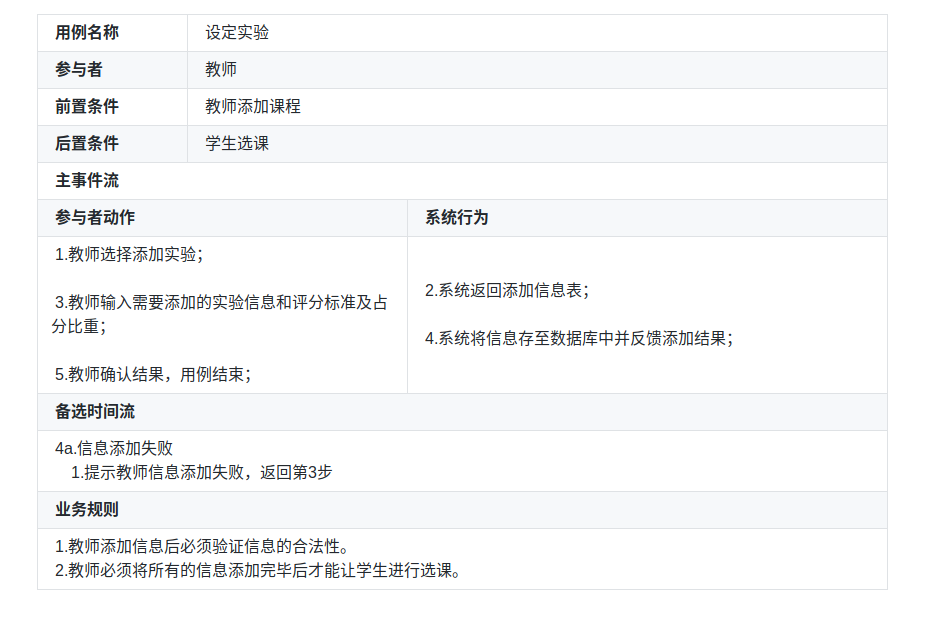 用例名称 设定实验
参与者 教师
前置条件 教师添加课程
后置条件 学生选课
主事件流
参与者动作 系统行为
1.教师选择添加实验；
3.教师输入需要添加的实验信息和评分标准及占
分比重；
5.教师确认结果，用例结束；
2.系统返回添加信息表；
4.系统将信息存至数据库中并反馈添加结果；
备选时间流
4a.信息添加失败
1.提示教师信息添加失败，返回第3步
业务规则
1.教师添加信息后必须验证信息的合法性。
2.教师必须将所有的信息添加完毕后才能让学生进行选课。